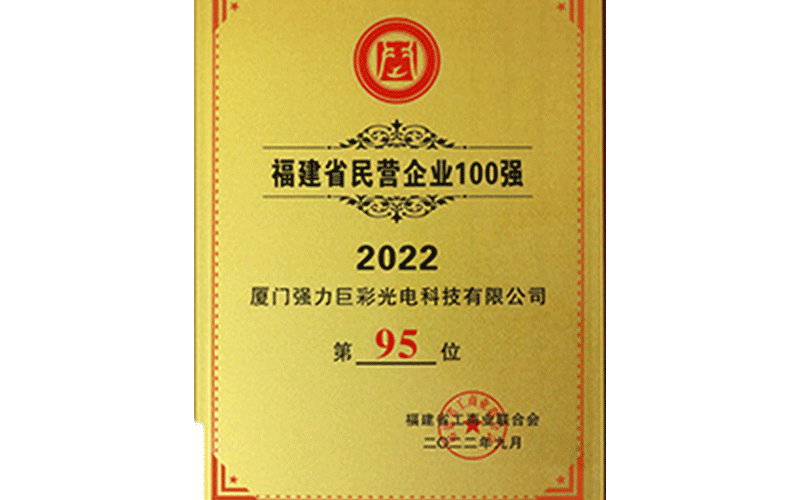 福建省民营企业100强
2022
厦门强力巨彩光电科技有限公司
第 95 位
福建省工商业联合会
二〇二二年九月